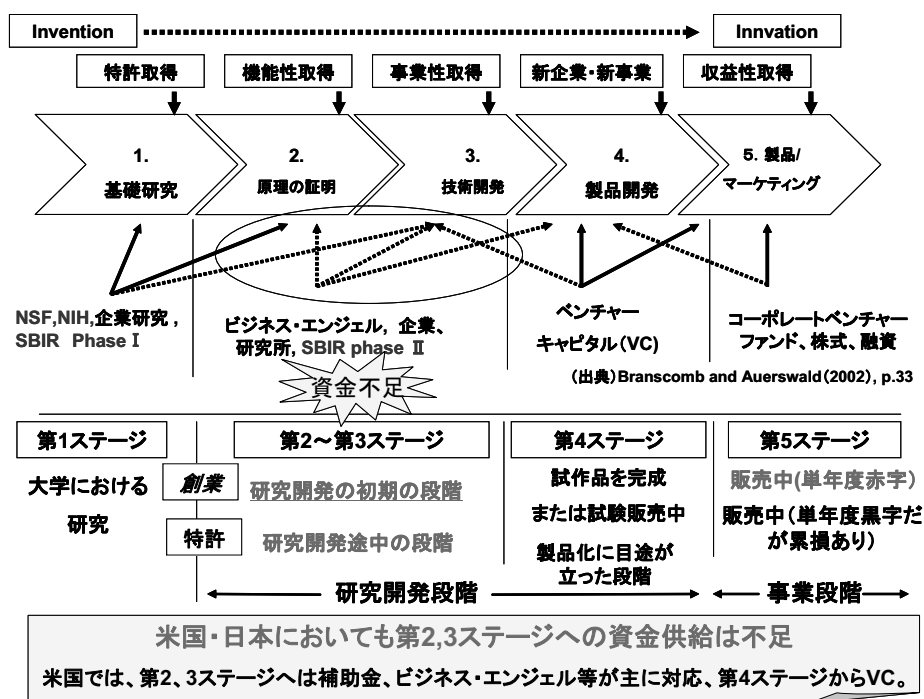 Invention
Innvation
特許取得
機能性取得
事業性取得
新企業・新事業
収益性取得
1.
基礎研究
2.
原理の証明
3.
技術開発
4.
製品開発
5. 製品/
マーケティング
NSF,NIH,企業研究,
SBIR Phase Ⅰ
ビジネス・エンジェル, 企業、
研究所, SBIR phase Ⅱ
ベンチャー
キャピタル(VC)
コーポレートベンチャー
ファンド、株式、融資
(出典)Branscomb and Auerswald(2002), p.33
資金不足
第1ステージ
第2～第3ステージ
第4ステージ
第5ステージ
大学における
研究
創業
特許
研究開発の初期の段階
研究開発途中の段階
試作品を完成
または試験販売中
製品化に目途が
立った段階
販売中(単年度赤字)
販売中(単年度黒字だ
が累損あり)
研究開発段階
事業段階
米国・日本においても第2,3ステージへの資金供給は不足
米国では、第2、3ステージへは補助金、ビジネス・エンジェル等が主に対応、第4ステージからVC。